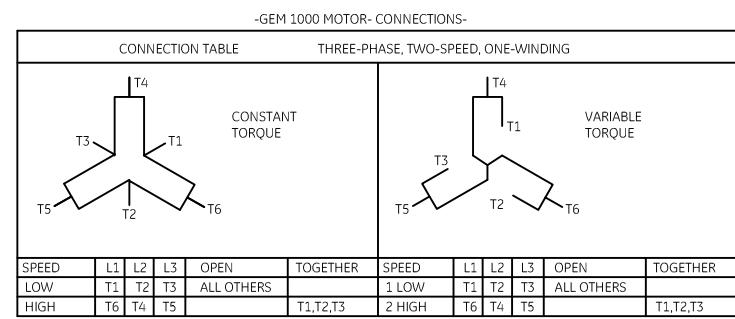 -GEM 1000 MOTOR- CONNECTIONS-
CONNECTION TABLE THREE-PHASE, TWO-SPEED, ONE-WINDING
T4
CONSTANT
TORQUE
T3
T1
T5
T2
T6
T4
T1
VARIABLE
TORQUE
T3
T5
T2
T6
SPEED L1 L2 L3 OPEN TOGETHER SPEED L1 L2 L3 OPEN TOGETHER
LOW T1 T2 T3 ALL OTHERS 1 LOW T1 T2 T3 ALL OTHERS
HIGH T6 T4 T5 T1,T2,T3 2 HIGH T6 T4 T5 T1,T2,T3